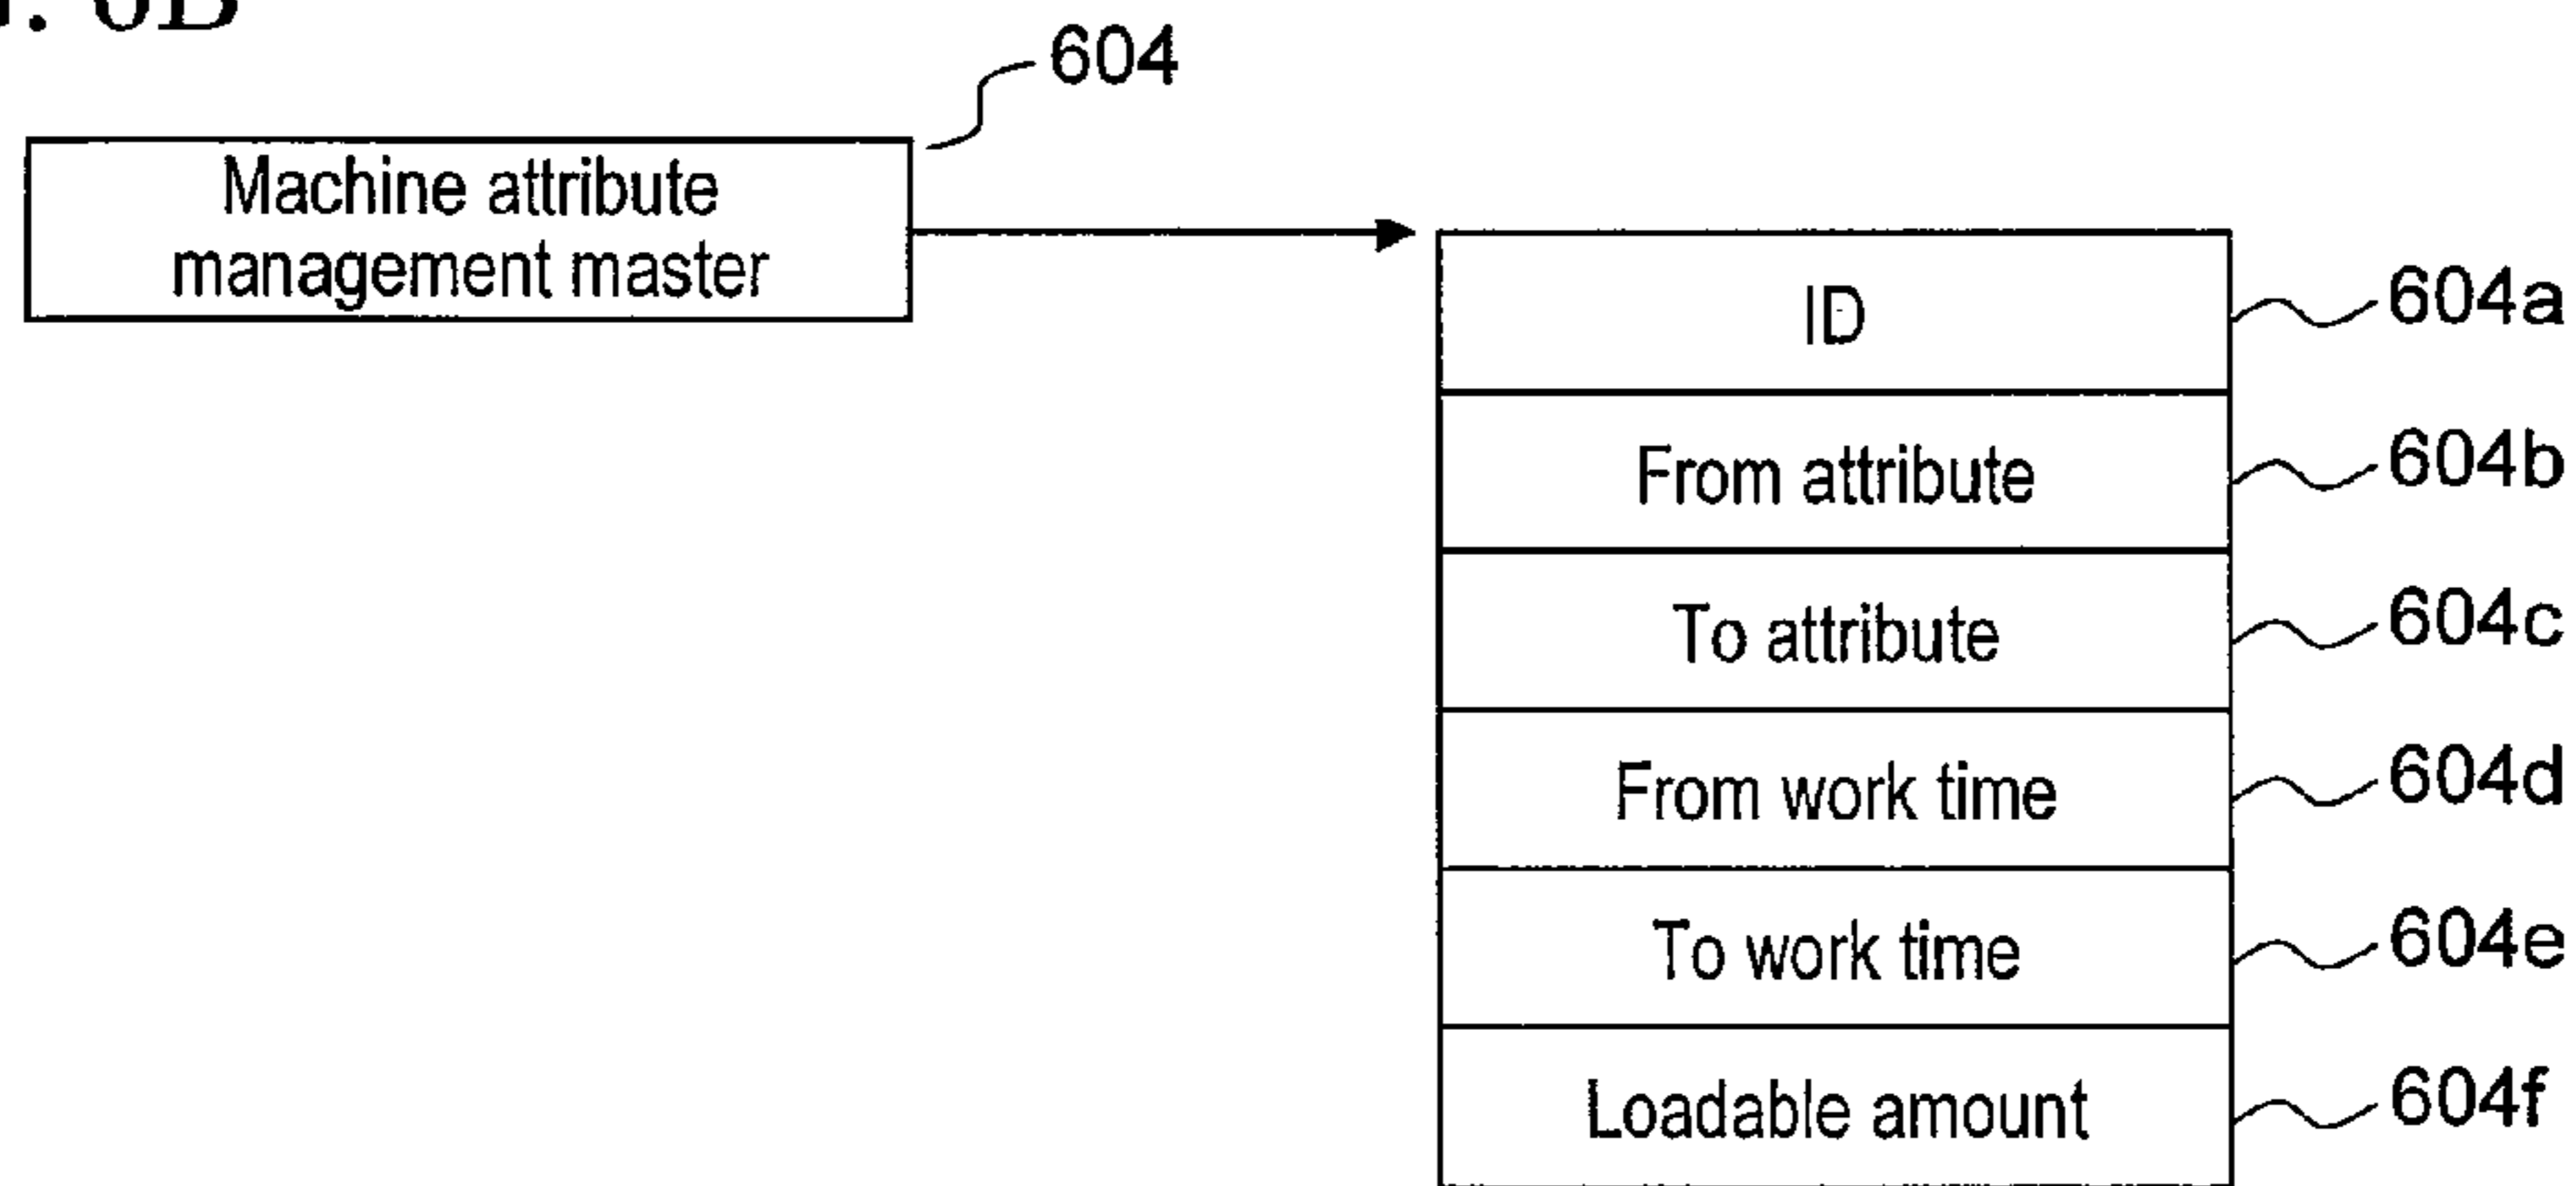 . 6B
604
Machine attribute
management master
ID
604a
From attribute
604b
To attribute
604c
From work time
604d
To work time
604e
Loadable amount
604f